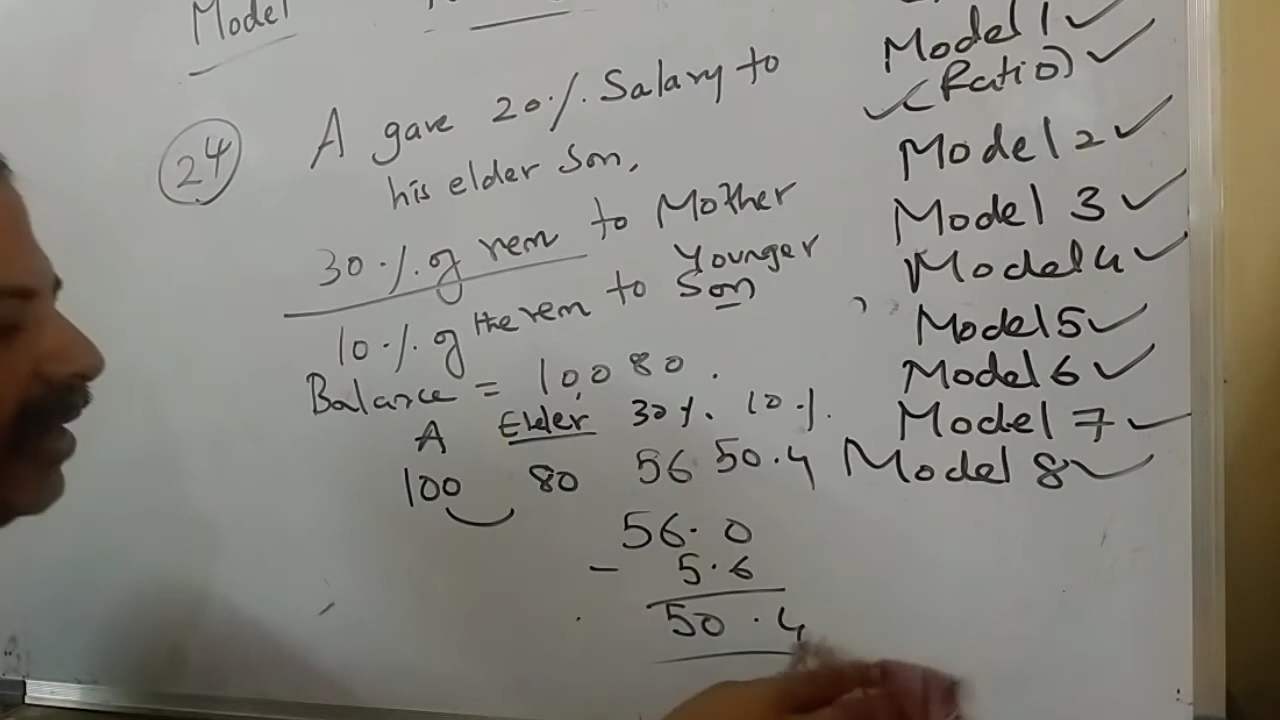 Model
24 A gave 20%. Salary to
his elder son,
30%. of rem to Mother
10%. of the rem to Younger Son
Balance = 10,080.
A Elder 30%. 10%.
100 80 56 50.4
56.0
- 5.6
50.4
Model 1
(Ratio)
Model 2
Model 3
Model 4
Model 5
Model 6
Model 7
Model 8